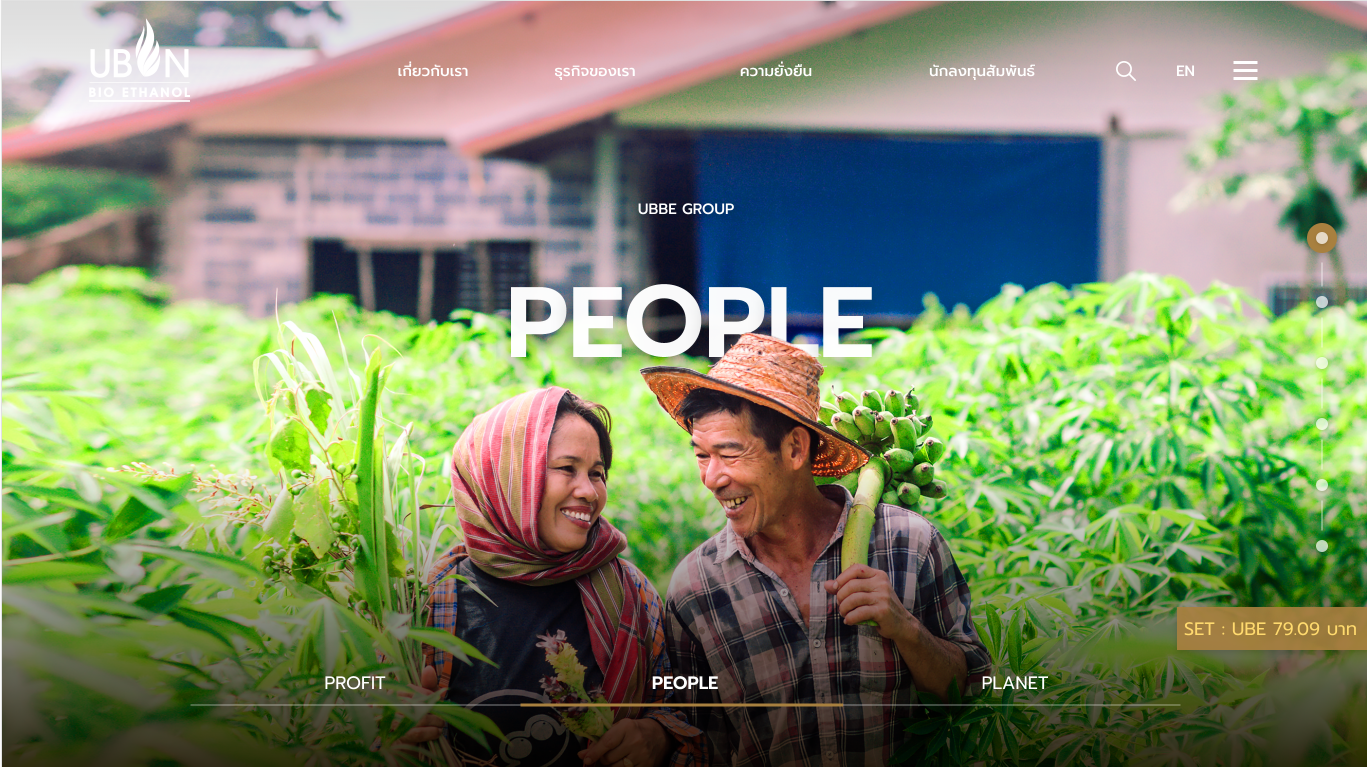 UBON
BIO ETHANOL
เกี่ยวกับเรา
ธุรกิจของเรา
ความยั่งยืน
นักลงทุนสัมพันธ์
EN
UBBE GROUP
PEOPLE
SET : UBE 79.09 บาท
PROFIT
PEOPLE
PLANET